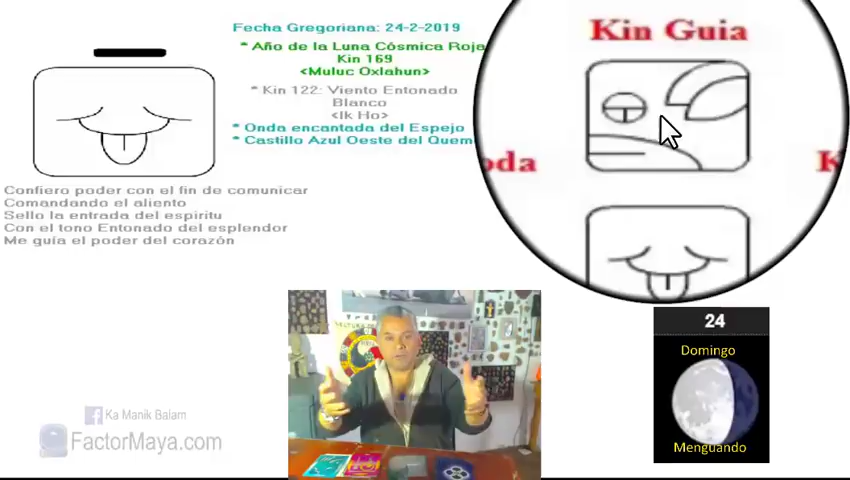 Fecha Gregoriana: 24-2-2019
* Año de la Luna Cósmica Roja
Kin 169
<Muluc Oxlahun>
* Kin 122: Viento Entonado
Blanco
<Ik Ho>
* Onda encantada del Espejo
* Castillo Azul Oeste del Quem
Confiero poder con el fin de comunicar
Comandando el aliento
Sello la entrada del espíritu
Con el tono Entonado del esplendor
Me guía el poder del corazón
Kin Guia
oda
K
24
Domingo
Menguando
Ka Manik Balam
FactorMaya.com